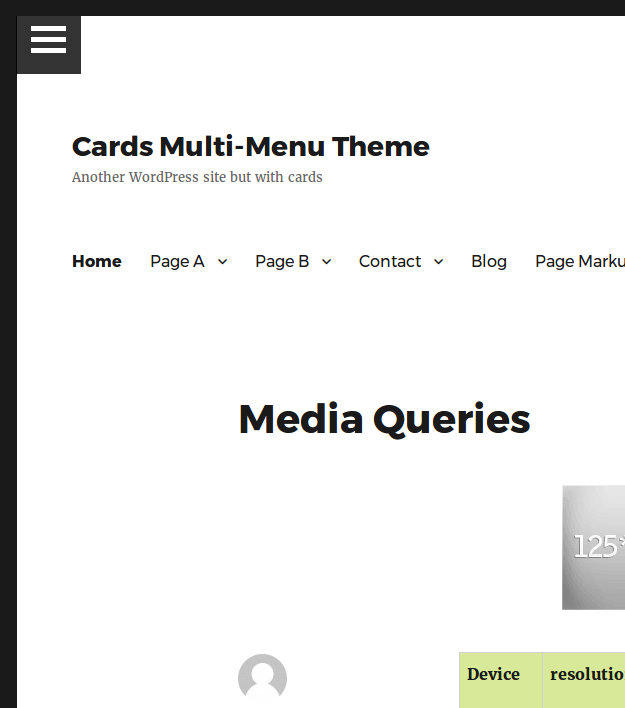 Cards Multi-Menu Theme
Another WordPress site but with cards
Home Page A Page B Contact Blog Page Marku
Media Queries
125*
Device resolutio